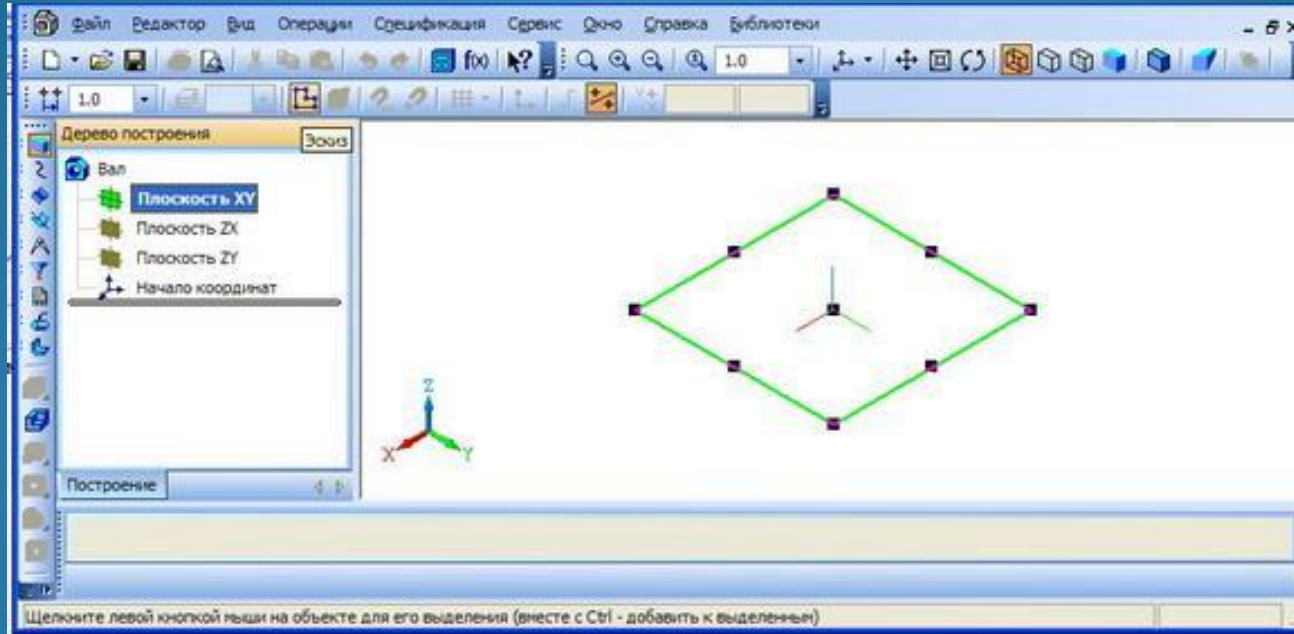 Файл Редактор Вид Операции Спецификация Сервис Окно Справка Библиотеки
f(x) 1.0
1.0
Дерево построения
Эскиз
Вал
Плоскость XY
Плоскость ZX
Плоскость ZY
Начало координат
Z
X Y
Построение
Щелкните левой кнопкой мыши на объекте для его выделения (вместе с Ctrl - добавить к выделенным)